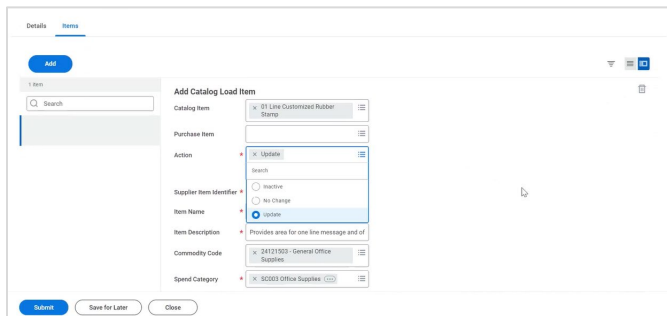 Details Items
Add
1 Item
Search
Add Catalog Load Item
Catalog Item × 01 Line Customized Rubber
Stamp
Purchase Item
Action * × Update
Search
Inactive
Supplier Item Identifier *
No Change
Item Name * Update
Item Description * Provides area for one line message and of
Commodity Code × 24121503 - General Office
Supplies
Spend Category * × SC003 Office Supplies
Submit Save for Later Close